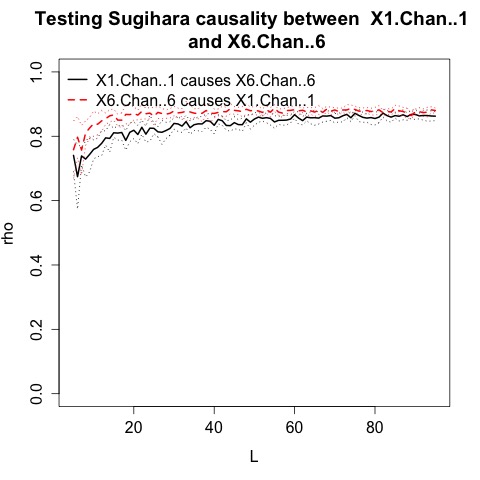 Testing Sugihara causality between  X1.Chan..1
and X6.Chan..6
X1.Chan..1 causes X6.Chan..6
X6.Chan..6 causes X1.Chan..1
rho
1.0
0.8
0.6
0.4
0.2
0.0
20 40 60 80
L